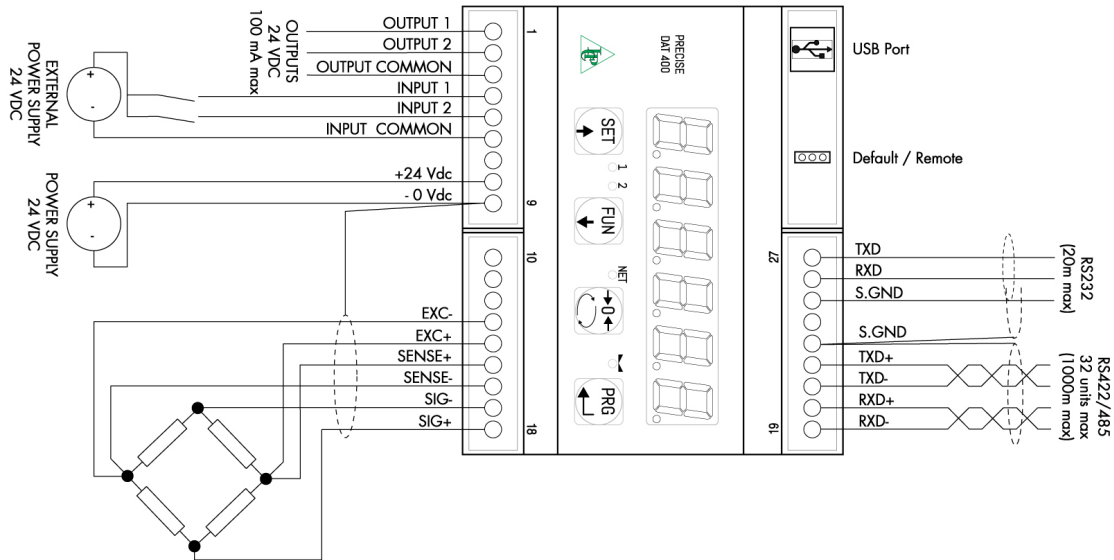 OUTPUT 1
OUTPUT 2
OUTPUT COMMON
INPUT 1
INPUT 2
INPUT COMMON
+24 Vdc
- 0 Vdc
EXC-
EXC+
SENSE+
SENSE-
SIG-
SIG+
OUTPUTS
24 VDC
100 mA max
EXTERNAL
POWER SUPPLY
24 VDC
+
-
POWER SUPPLY
24 VDC
+
-
1
9
10
18
PRECISE
DAT 400
SET
1
2
FUN
NET
0
PRG
USB Port
Default / Remote
27
19
TXD
RXD
S.GND
S.GND
TXD+
TXD-
RXD+
RXD-
RS232
(20m max)
RS422/485
32 units max
(1000m max)